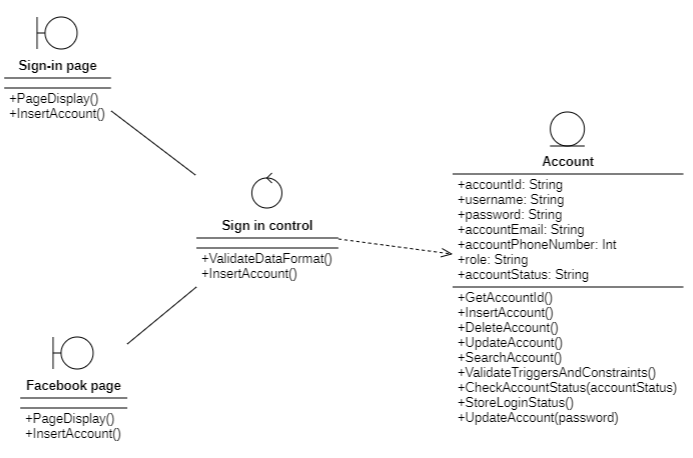 Sign-in page
+PageDisplay()
+InsertAccount()
Sign in control
+ValidateDataFormat()
+InsertAccount()
Facebook page
+PageDisplay()
+InsertAccount()
Account
+accountId: String
+username: String
+password: String
+accountEmail: String
+accountPhoneNumber: Int
+role: String
+accountStatus: String
+GetAccountId()
+InsertAccount()
+DeleteAccount()
+UpdateAccount()
+SearchAccount()
+ValidateTriggersAndConstraints()
+CheckAccountStatus(accountStatus)
+StoreLoginStatus()
+UpdateAccount(password)